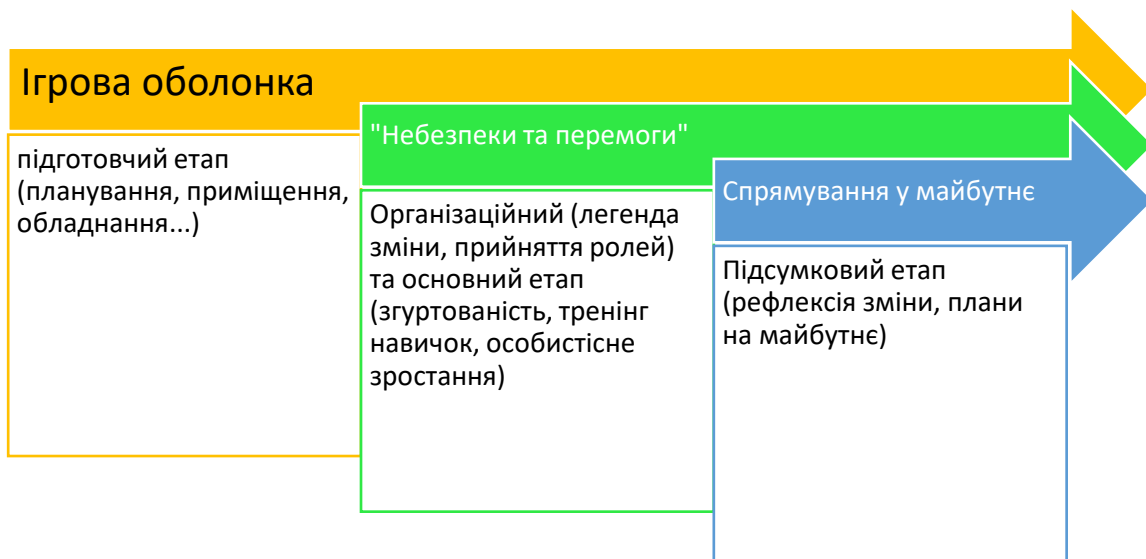 Ігрова оболонка
підготовчий етап
(планування, приміщення,
обладнання...)
"Небезпеки та перемоги"
Організаційний (легенда
зміни, прийняття ролей)
та основний етап
(згуртованість, тренінг
навичок, особистісне
зростання)
Спрямування у майбутнє
Підсумковий етап
(рефлексія зміни, плани
на майбутнє)